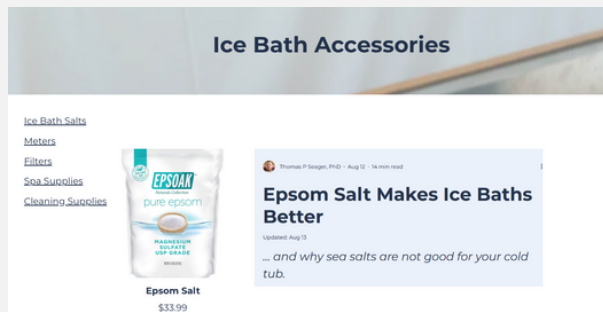 Ice Bath Accessories
Ice Bath Salts
Meters
Filters
Spa Supplies
Cleaning Supplies
EPSOAK
pure epsom
MAGNESIUM
SULFATE
USP GRADE
Epsom Salt
$33.99
Thomas P Seager, PhD - Aug 12 - 14 min read
Epsom Salt Makes Ice Baths
Better
Updated: Aug 13
... and why sea salts are not good for your cold
tub.